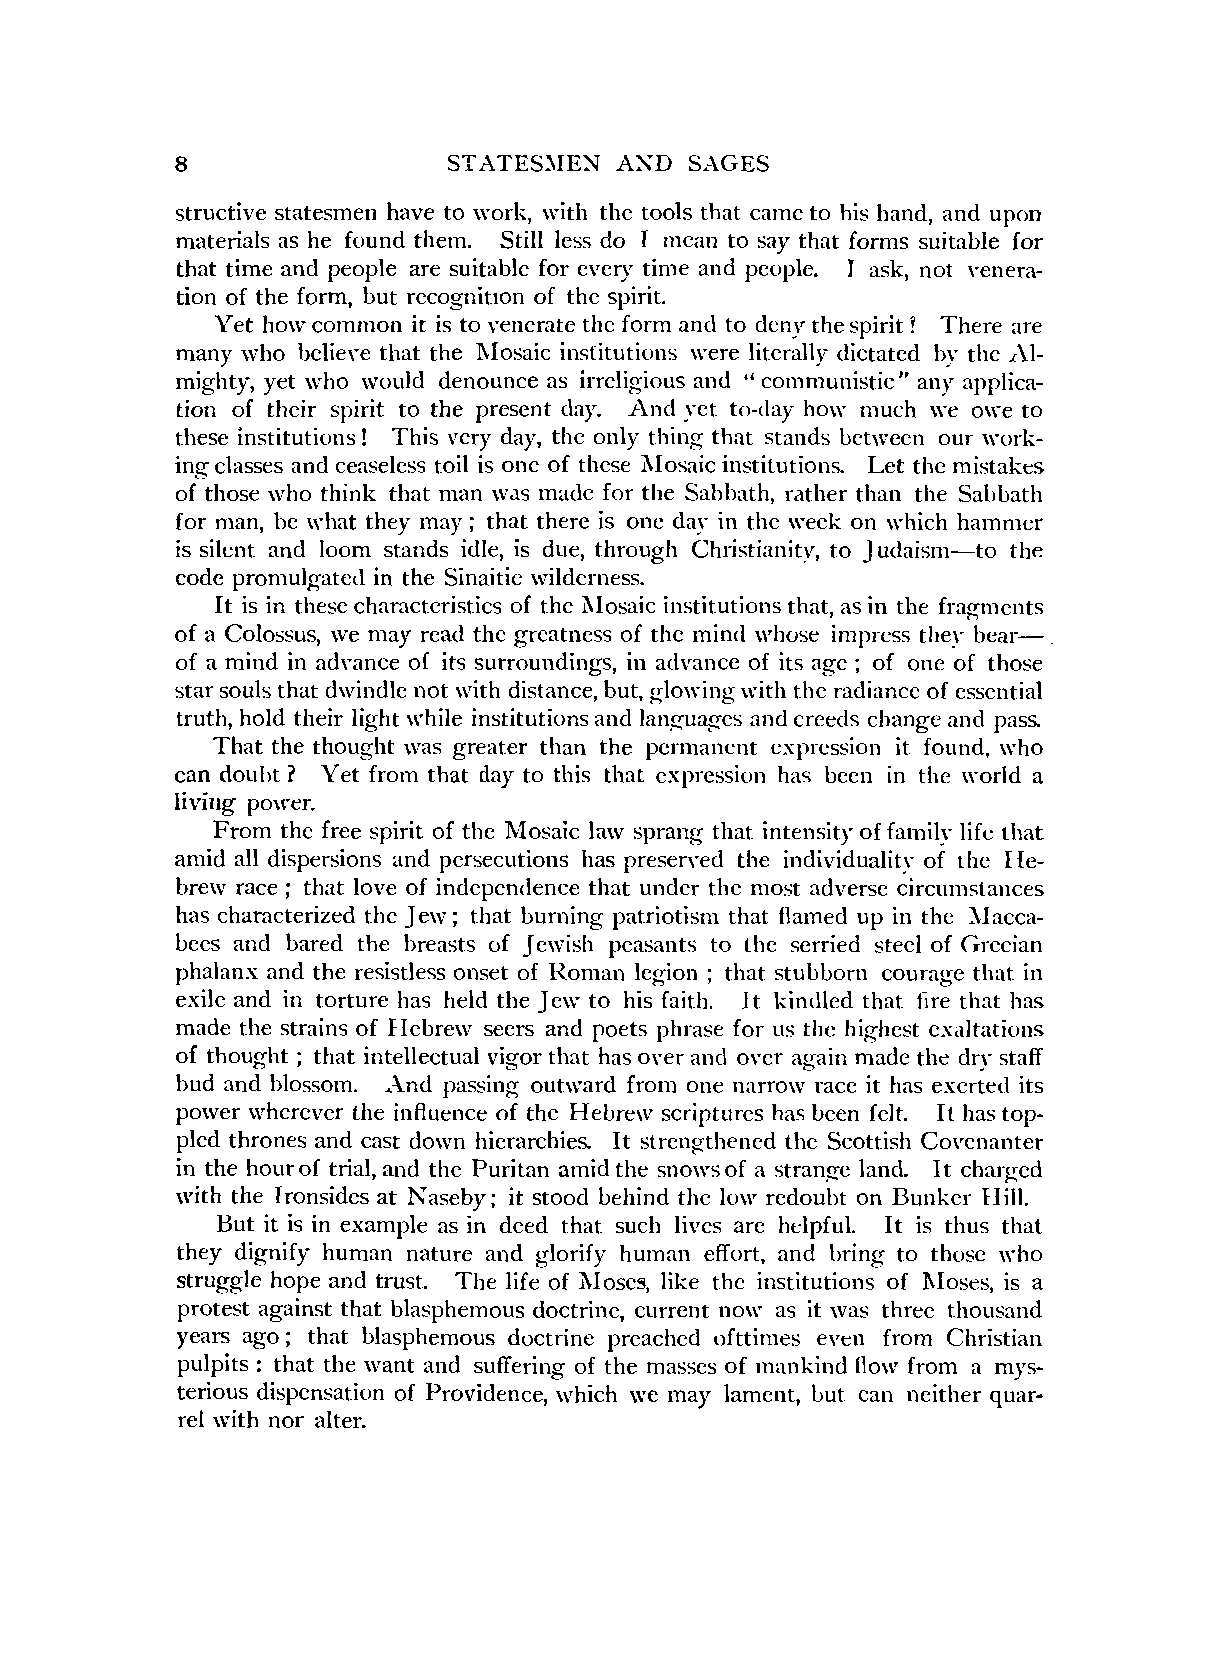 8 STATESMEN AND SAGES
structive statesmen have to work, with the tools that came to his hand, and upon
materials as he found them. Still less do I mean to say that forms suitable for
that time and people are suitable for every time and people. I ask, not venera-
tion of the form, but recognition of the spirit.
Yet how common it is to venerate the form and to deny the spirit! There are
many who believe that the Mosaic institutions were literally dictated by the Al-
mighty, yet who would denounce as irreligious and “communistic” any applica-
tion of their spirit to the present day. And yet to-day how much we owe to
these institutions! This very day, the only thing that stands between our work-
ing classes and ceaseless toil is one of these Mosaic institutions. Let the mistakes
of those who think that man was made for the Sabbath, rather than the Sabbath
for man, be what they may; that there is one day in the week on which hammer
is silent and loom stands idle, is due, through Christianity, to Judaism—to the
code promulgated in the Sinaitic wilderness.
It is in these characteristics of the Mosaic institutions that, as in the fragments
of a Colossus, we may read the greatness of the mind whose impress they bear—
of a mind in advance of its surroundings, in advance of its age; of one of those
star souls that dwindle not with distance, but, glowing with the radiance of essential
truth, hold their light while institutions and languages and creeds change and pass.
That the thought was greater than the permanent expression it found, who
can doubt? Yet from that day to this that expression has been in the world a
living power.
From the free spirit of the Mosaic law sprang that intensity of family life that
amid all dispersions and persecutions has preserved the individuality of the He-
brew race; that love of independence that under the most adverse circumstances
has characterized the Jew; that burning patriotism that flamed up in the Macca-
bees and bared the breasts of Jewish peasants to the serried steel of Grecian
phalanx and the resistless onset of Roman legion; that stubborn courage that in
exile and in torture has held the Jew to his faith. It kindled that fire that has
made the strains of Hebrew seers and poets phrase for us the highest exaltations
of thought; that intellectual vigor that has over and over again made the dry staff
bud and blossom. And passing outward from one narrow race it has exerted its
power wherever the influence of the Hebrew scriptures has been felt. It has top-
pled thrones and cast down hierarchies. It strengthened the Scottish Covenanter
in the hour of trial, and the Puritan amid the snows of a strange land. It charged
with the Ironsides at Naseby; it stood behind the low redoubt on Bunker Hill.
But it is in example as in deed that such lives are helpful. It is thus that
they dignify human nature and glorify human effort, and bring to those who
struggle hope and trust. The life of Moses, like the institutions of Moses, is a
protest against that blasphemous doctrine, current now as it was three thousand
years ago; that blasphemous doctrine preached ofttimes even from Christian
pulpits: that the want and suffering of the masses of mankind flow from a mys-
terious dispensation of Providence, which we may lament, but can neither quar-
rel with nor alter.